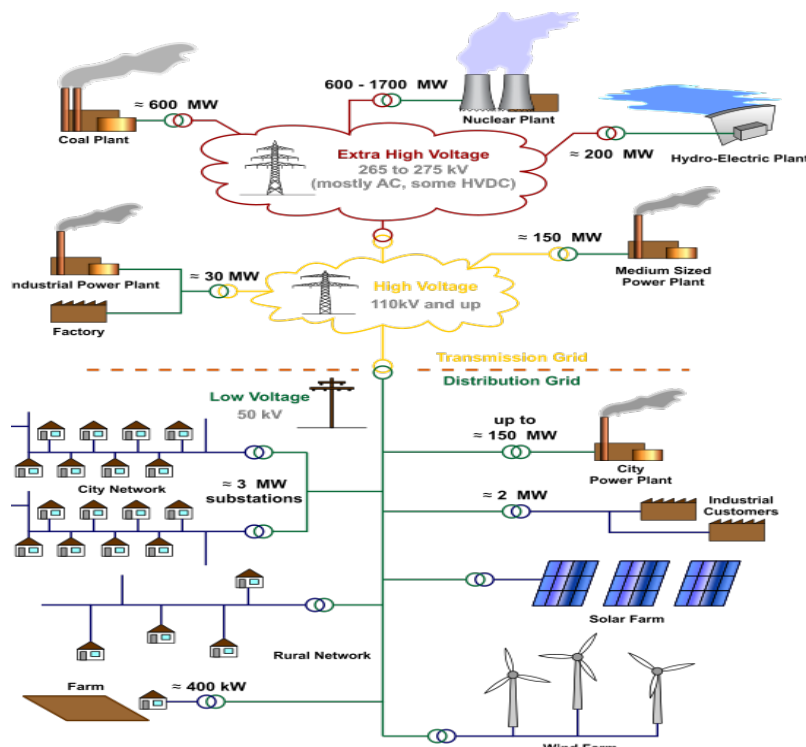 600 - 1700 MW
≈ 600 MW
Nuclear Plant
Coal Plant
Extra High Voltage
265 to 275 kV
(mostly AC, some HVDC)
≈ 200 MW
Hydro-Electric Plant
≈ 150 MW
≈ 30 MW
Medium Sized
Power Plant
ndustrial Power Plant
High Voltage
110kV and up
Factory
Transmission Grid
Distribution Grid
Low Voltage
50 kV
up to
≈ 150 MW
City
Power Plant
City Network
≈ 3 MW
substations
≈ 2 MW
Industrial
Customers
Solar Farm
Rural Network
Farm
≈ 400 kW
Wind Farm